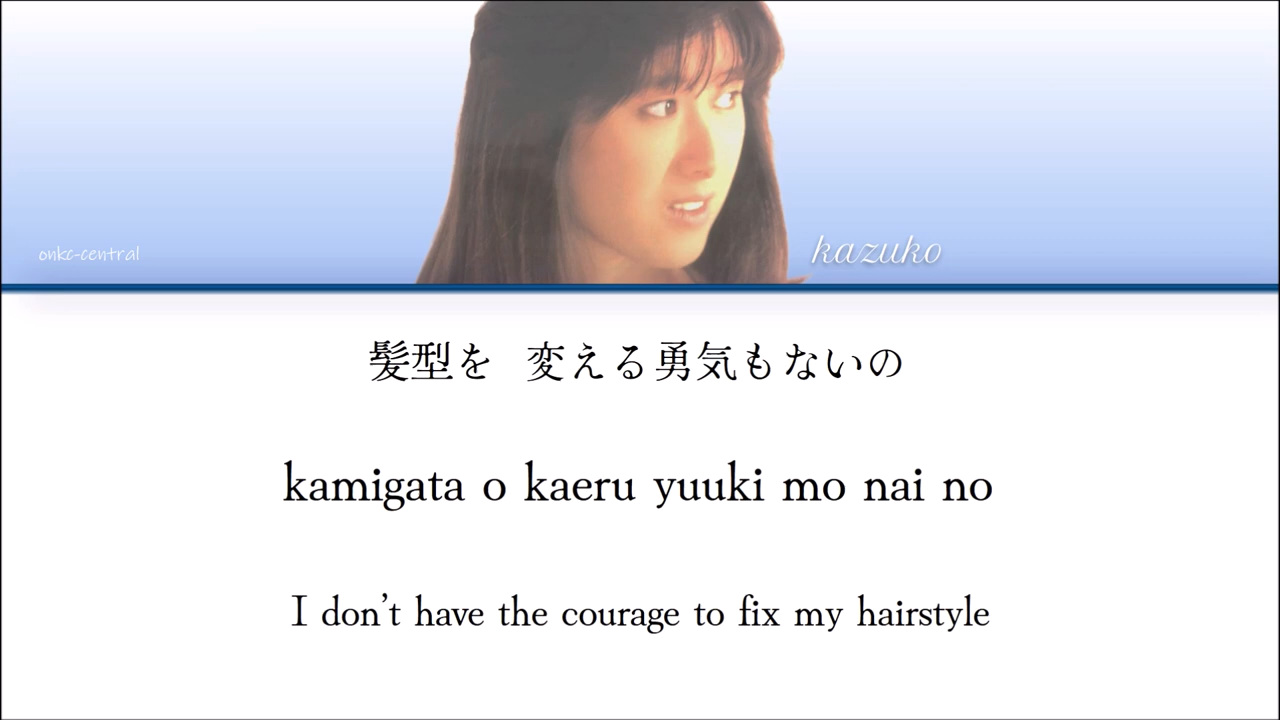 onkc-central
kazuko
髪型を 変える勇気もないの
kamigata o kaeru yuuki mo nai no
I don't have the courage to fix my hairstyle